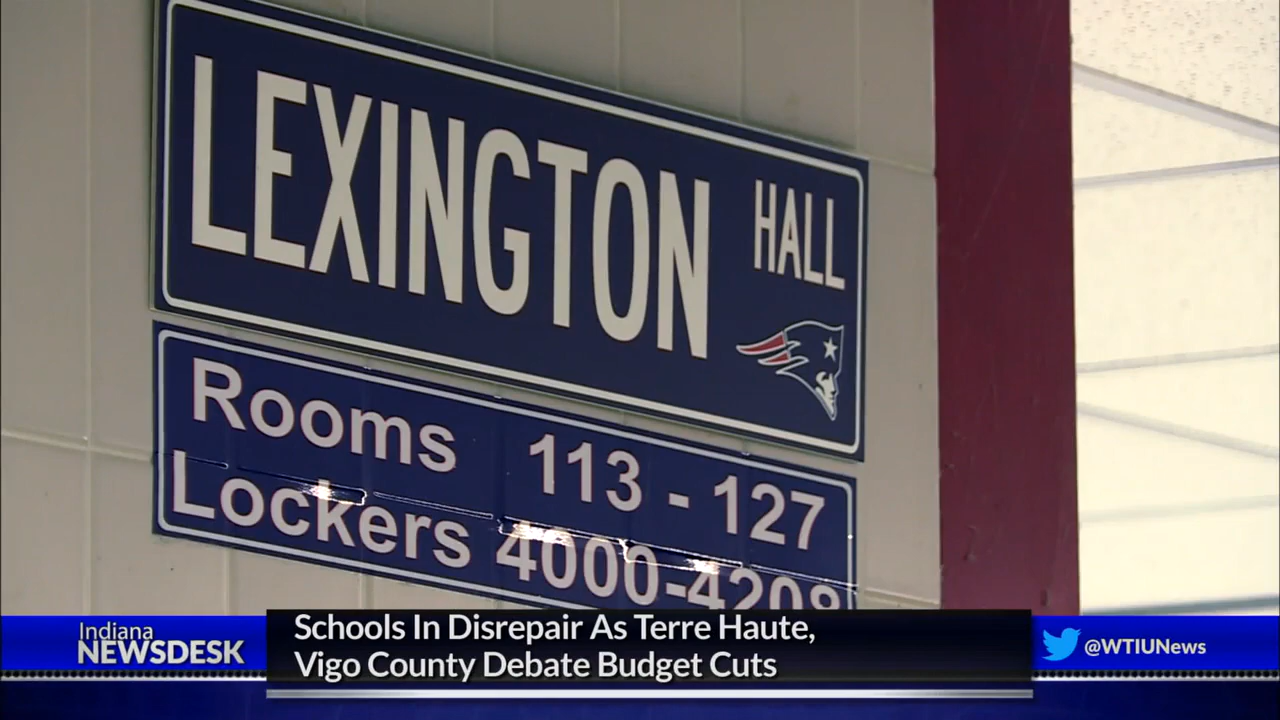 LEXINGTON HALL
Rooms 113 - 127
Lockers 4000-4208
Indiana
NEWSDESK
Schools In Disrepair As Terre Haute,
Vigo County Debate Budget Cuts
@WTIUNews